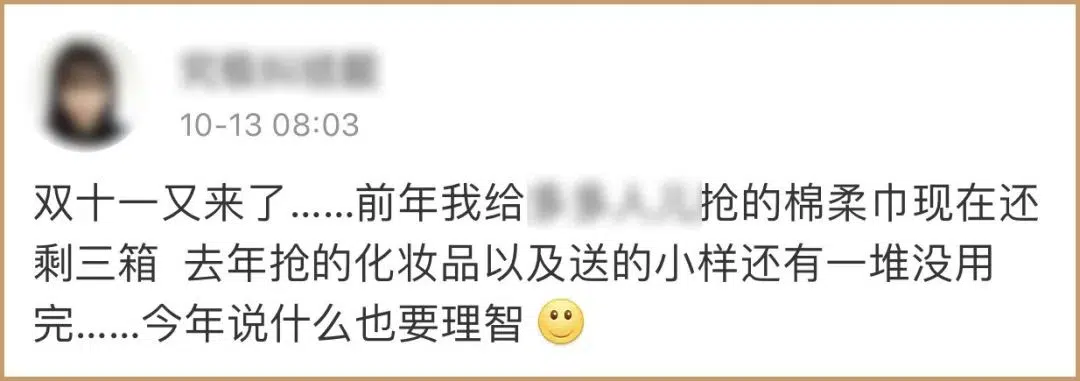 10-13 08:03
双十一又来了……前年我给抢的棉柔巾现在还
剩三箱 去年抢的化妆品以及送的小样还有一堆没用
完……今年说什么也要理智